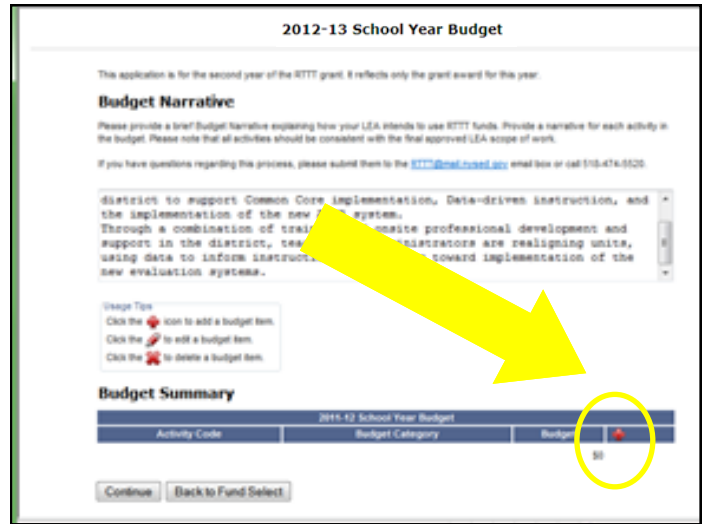 2012-13 School Year Budget
This application is for the second year of the RTTT grant. It reflects only the grant award for this year.
Budget Narrative
Please provide a brief Budget Narrative explaining how your LEA intends to use RTTT funds. Provide a narrative for each activity in
the budget. Please note that all activities should be consistent with the final approved LEA scope
of work.
If you have questions regarding this process, please submit them to the RTTT@mail.nysed.gov email box or call 518-474-5520.
district to support Common Core implementation, Data-driven instruction, and
the implementation of the new system.
Through a combination of onsite professional development and
support in the district, administrators are realigning units,
using data to inform toward implementation of the
new evaluation systems.
Usage Tips
Click the icon to add a budget item.
Click the to edit a budget item.
Click the to delete a budget item.
Budget Summary
2011-12 School Year Budget
Activity Code Budget Category Budget
$0
Continue Back to Fund Select